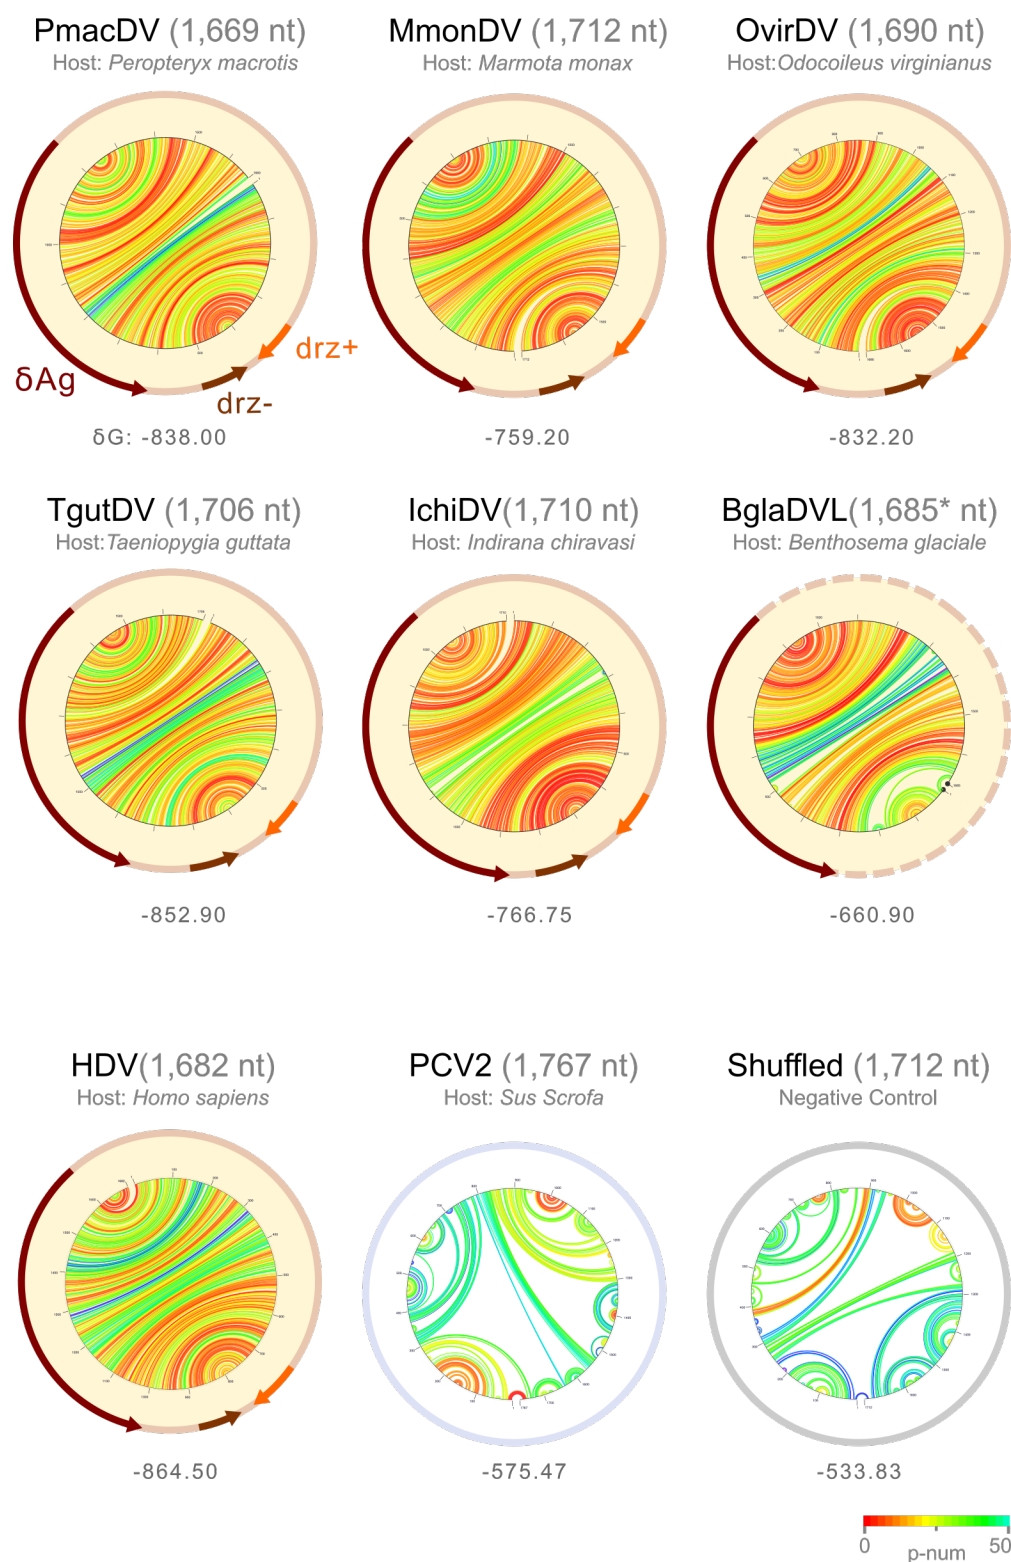 PmacDV (1,669 nt) MmonDV (1,712 nt) OvirDV (1,690 nt)
Host: Peropteryx macrotis Host: Marmota monax Host:Odocoileus virginianus
drz+
δAg
drz-
δG: -838.00 -759.20 -832.20
TgutDV (1,706 nt) IchiDV(1,710 nt) BglaDVL(1,685* nt)
Host:Taeniopygia guttata Host: Indirana chiravasi Host: Benthosema glaciale
-852.90 -766.75 -660.90
HDV(1,682 nt) PCV2 (1,767 nt) Shuffled (1,712 nt)
Host: Homo sapiens Host: Sus Scrofa Negative Control
-864.50 -575.47 -533.83
0 p-num 50